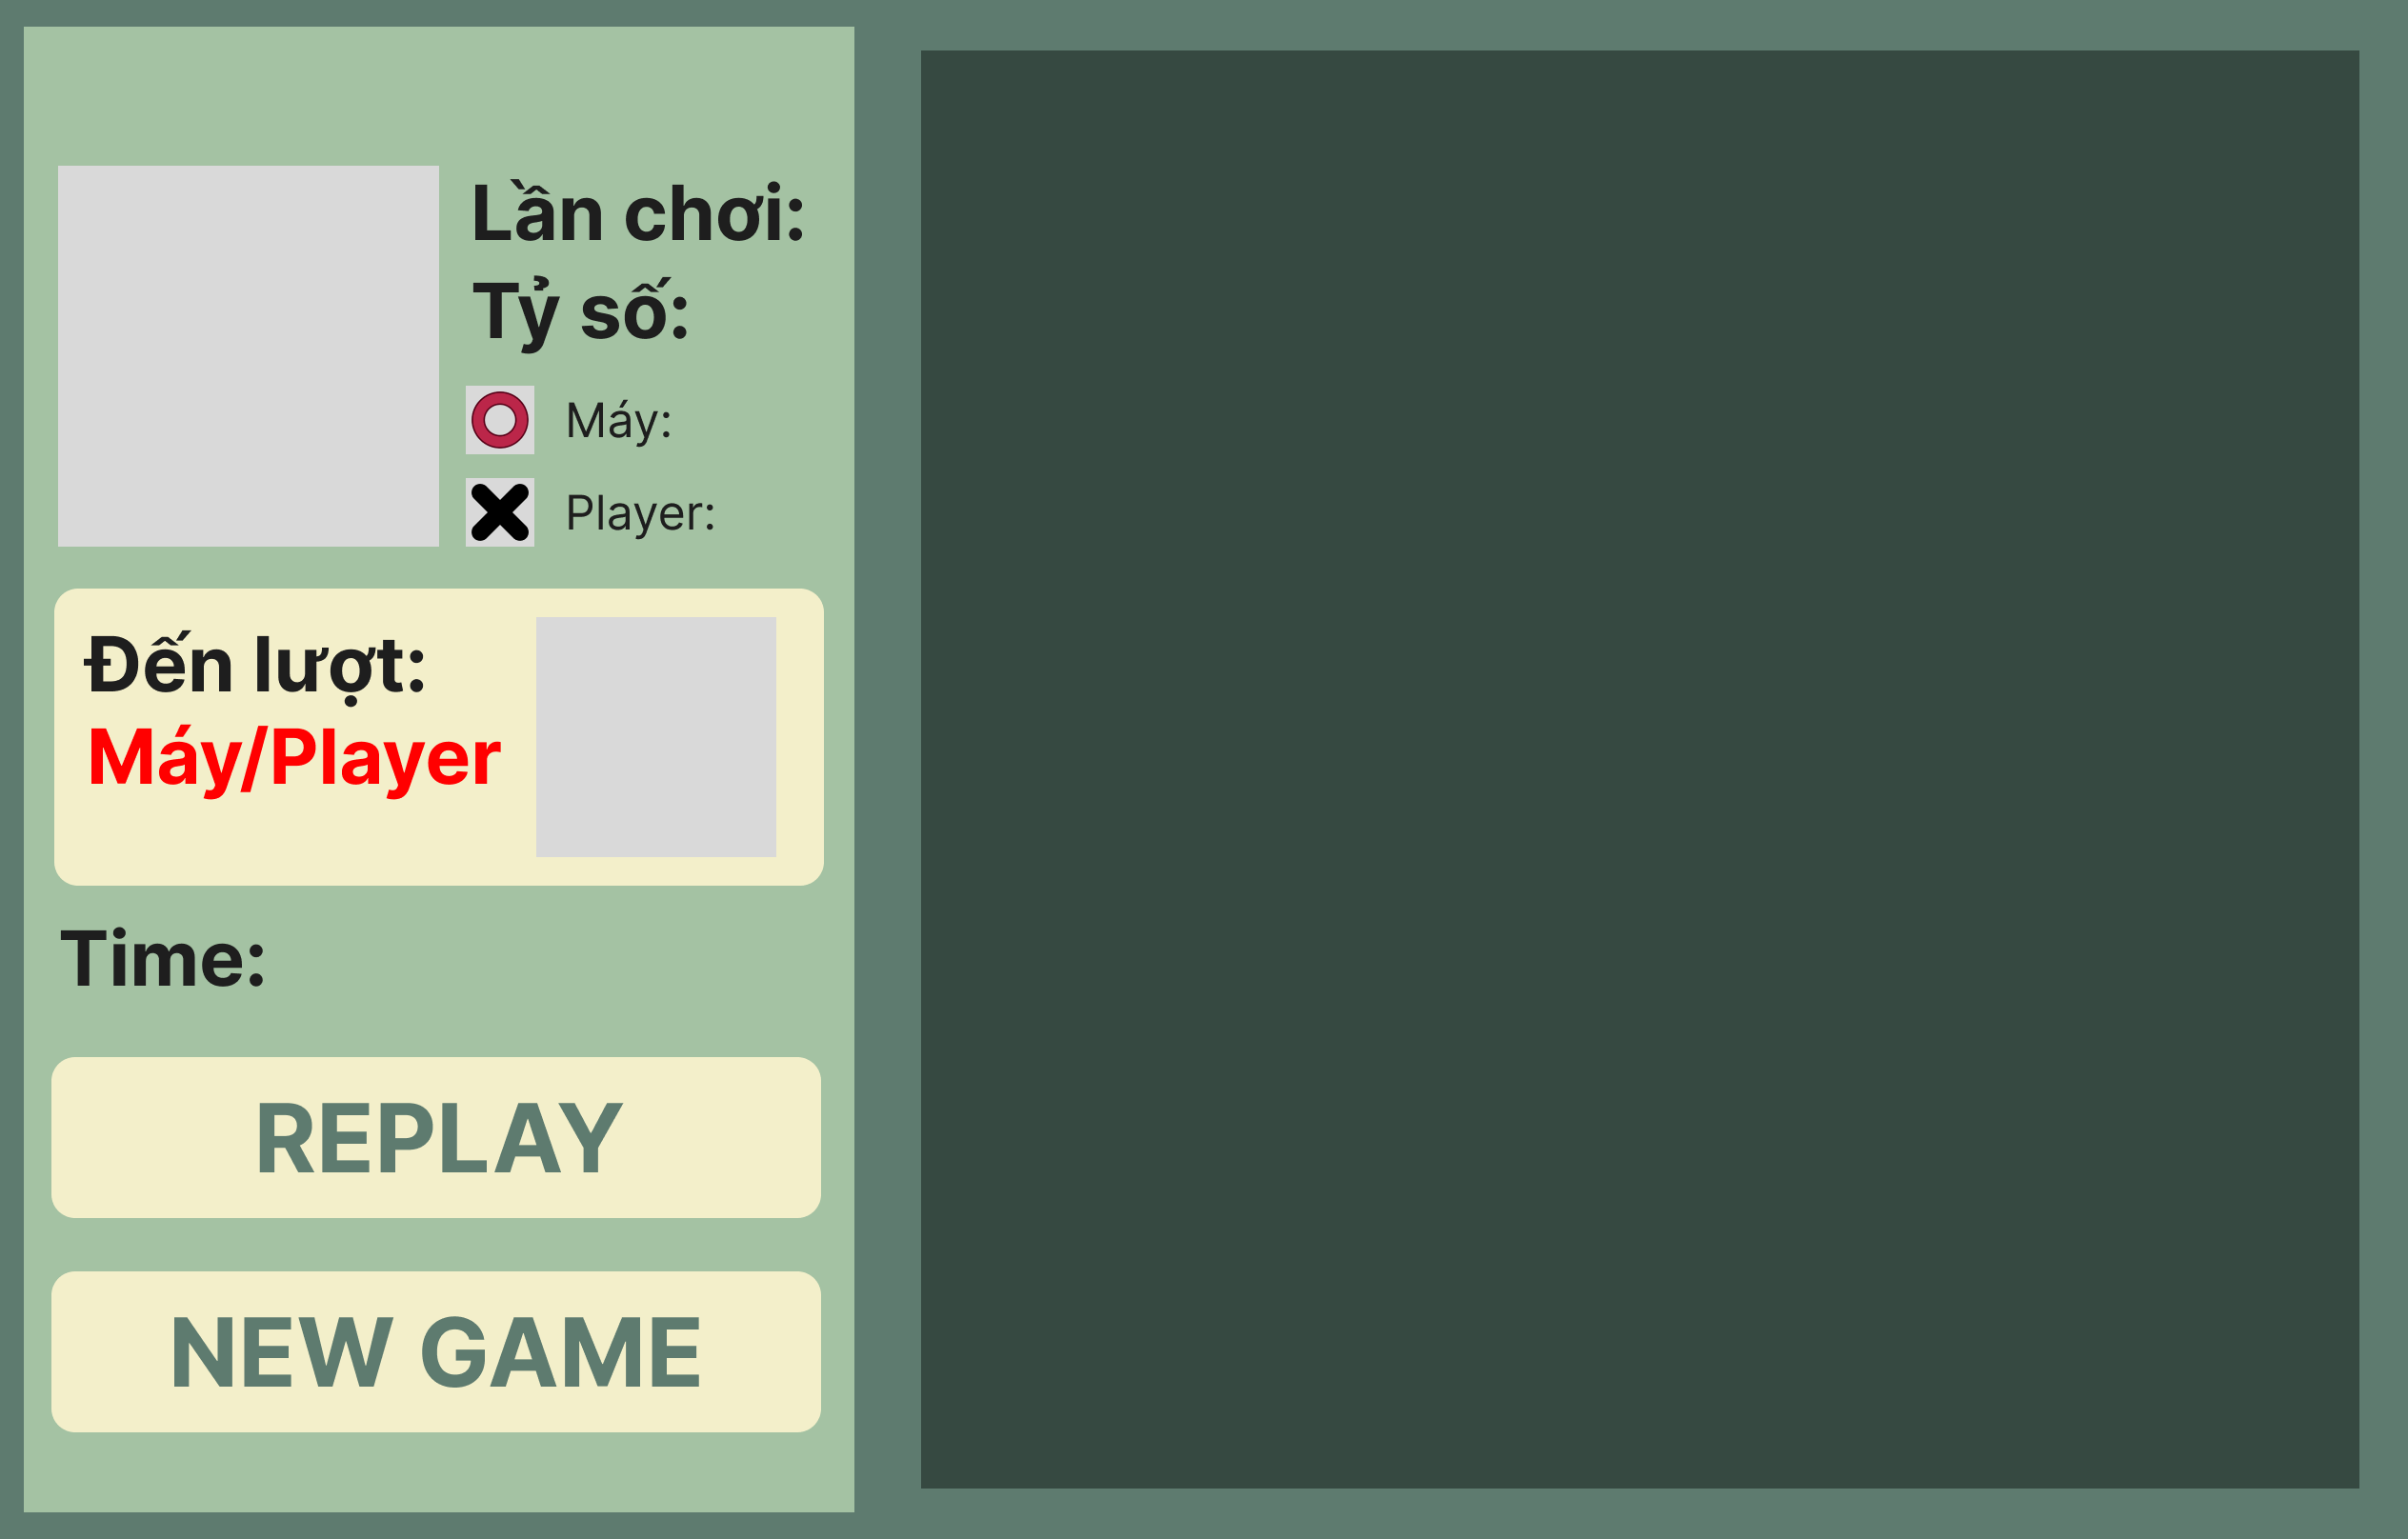 Lần chơi:
Tỷ số:
Máy:
Player:
Đến lượt:
Máy/Player
Time:
REPLAY
NEW GAME